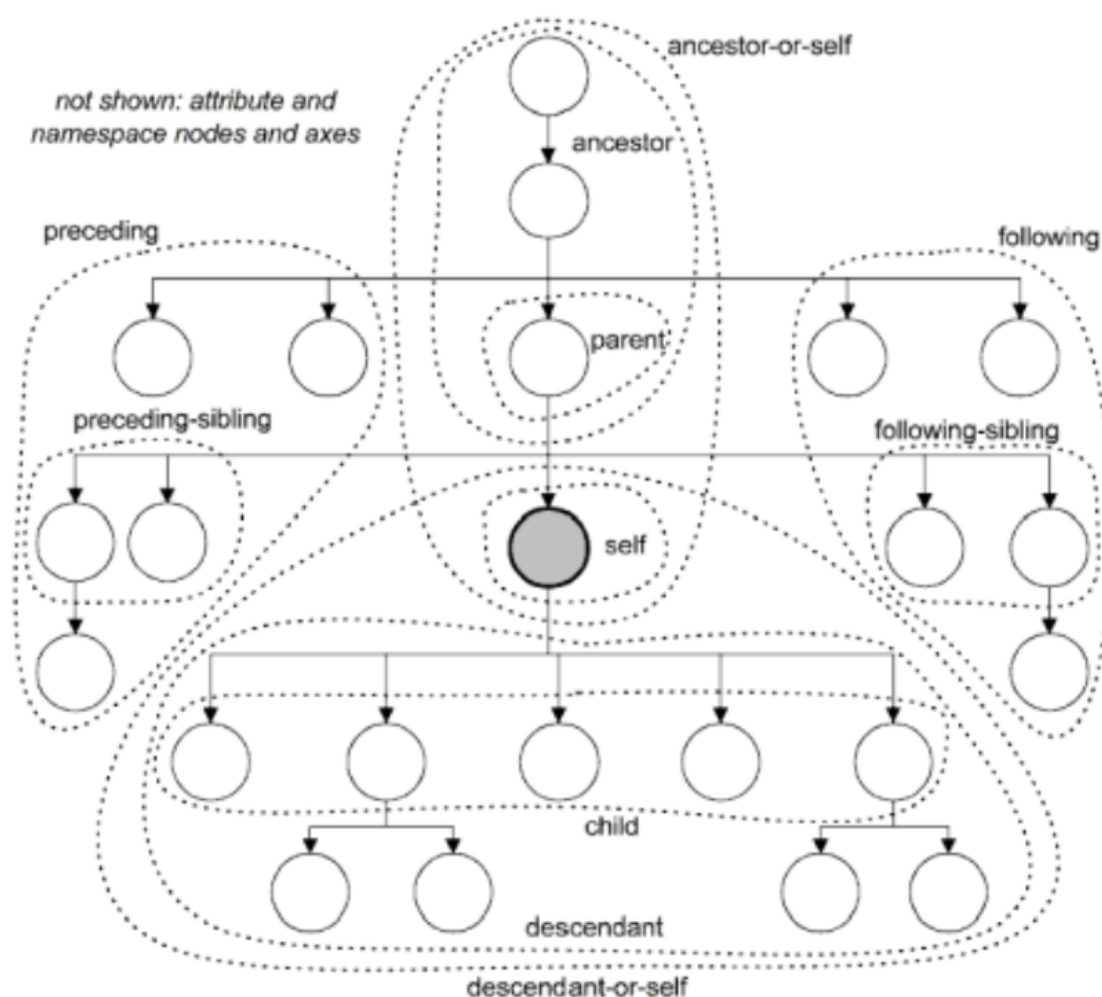 ancestor-or-self
not shown: attribute and
namespace nodes and axes
ancestor
preceding
following
parent
preceding-sibling
following-sibling
self
child
descendant
descendant-or-self